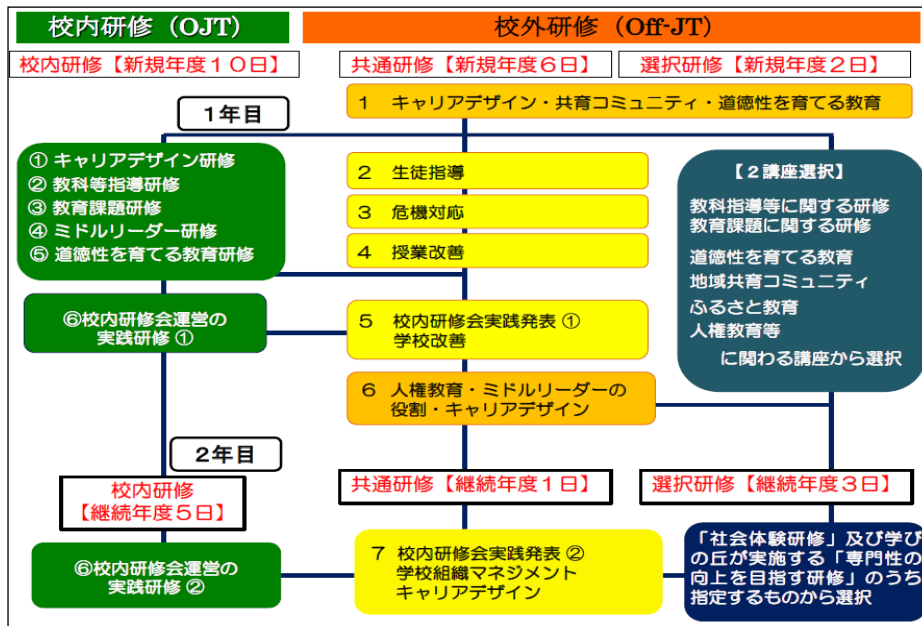 校内研修（OJT）
校外研修（Off-JT）
校内研修【新規年度１０日】
共通研修【新規年度６日】
選択研修【新規年度２日】
１年目
１ キャリアデザイン・共育コミュニティ・道徳性を育てる教育
① キャリアデザイン研修
② 教科等指導研修
③ 教育課題研修
④ ミドルリーダー研修
⑤ 道徳性を育てる教育研修
２ 生徒指導
３ 危機対応
４ 授業改善
【２講座選択】
教科指導等に関する研修
教育課題に関する研修
道徳性を育てる教育
地域共育コミュニティ
ふるさと教育
人権教育等
に関わる講座から選択
⑥校内研修会運営の
実践研修 ①
５ 校内研修会実践発表 ①
学校改善
６ 人権教育・ミドルリーダーの
役割・キャリアデザイン
２年目
校内研修
【継続年度５日】
共通研修【継続年度１日】
選択研修【継続年度３日】
⑥校内研修会運営の
実践研修 ②
７ 校内研修会実践発表 ②
学校組織マネジメント
キャリアデザイン
「社会体験研修」及び学び
の丘が実施する「専門性の
向上を目指す研修」のうち
指定するものから選択